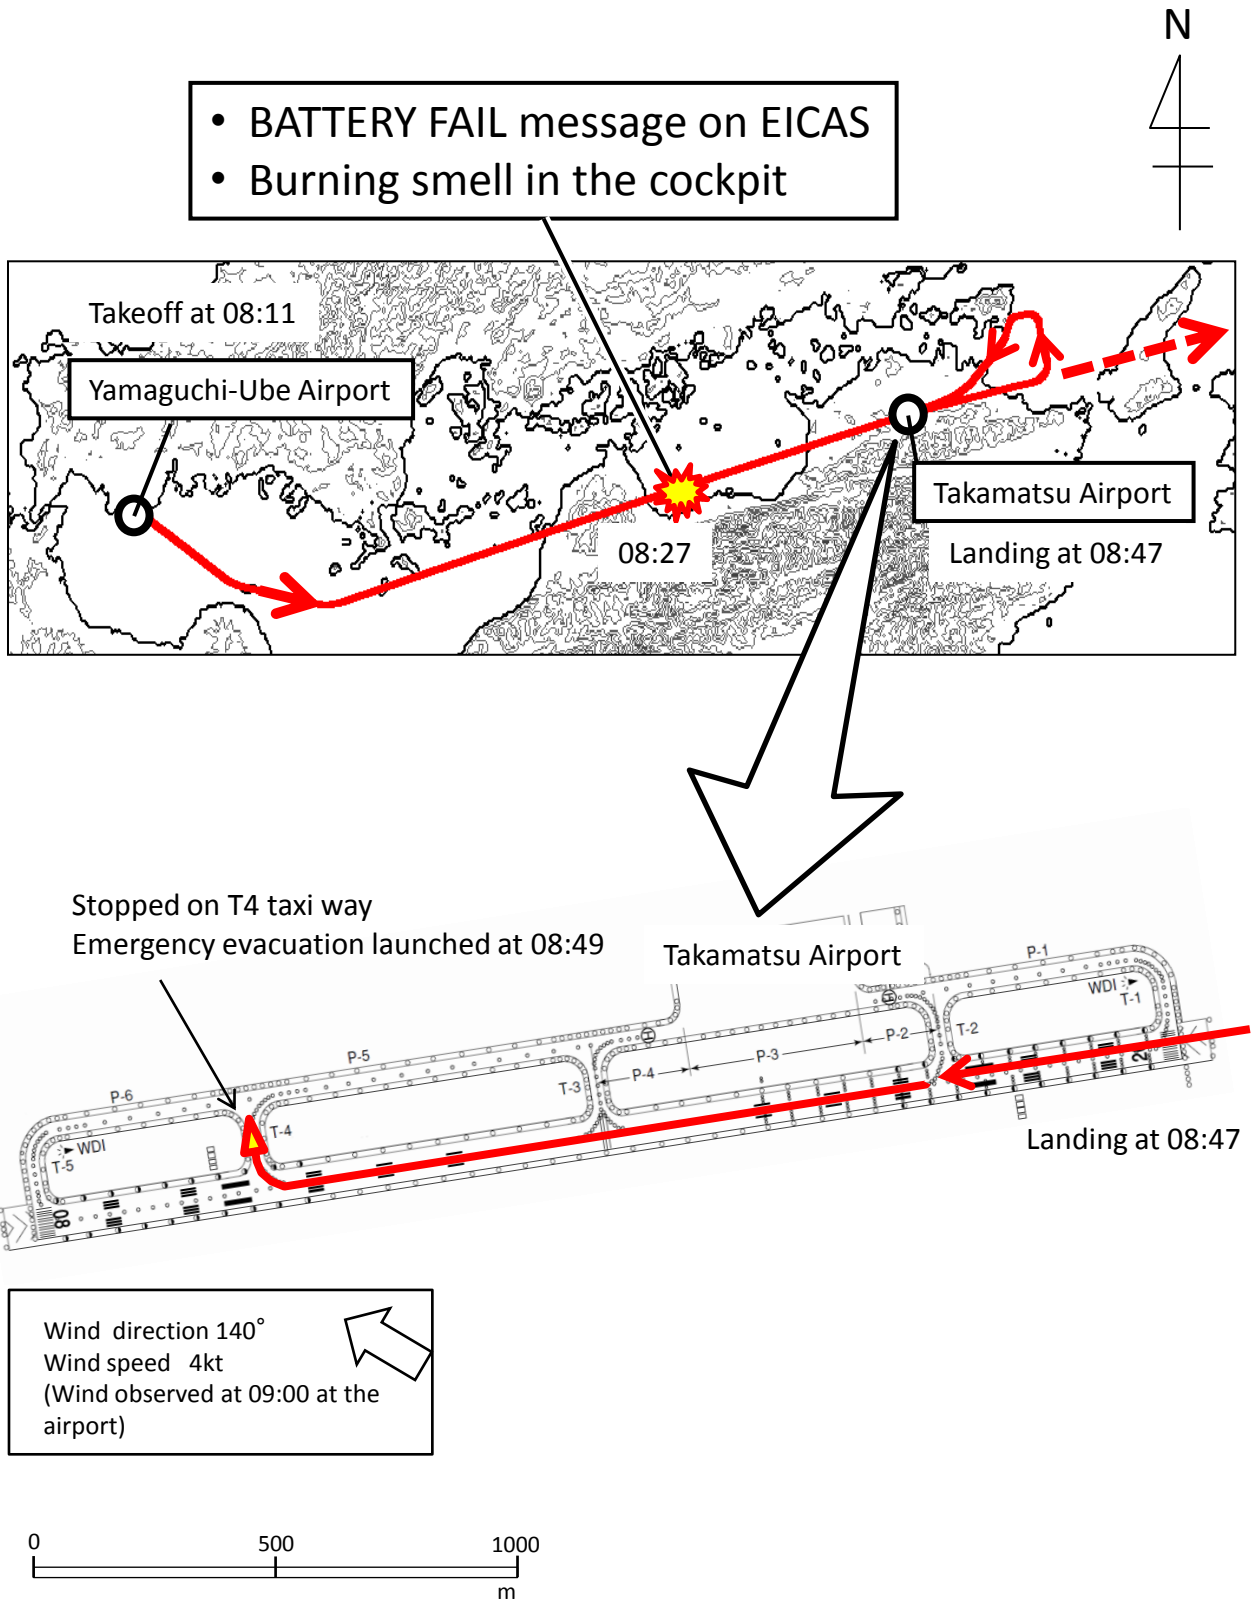 N
• BATTERY FAIL message on EICAS
• Burning smell in the cockpit
Takeoff at 08:11
Yamaguchi-Ube Airport
Takamatsu Airport
08:27
Landing at 08:47
Stopped on T4 taxi way
Emergency evacuation launched at 08:49
Takamatsu Airport
P-1
WDI
T-1
H
H
P-2
T-2
P-3
P-4
T-3
P-5
P-6
T-4
WDI
T-5
08
Landing at 08:47
Wind direction 140°
Wind speed 4kt
(Wind observed at 09:00 at the
airport)
0 500 1000
m